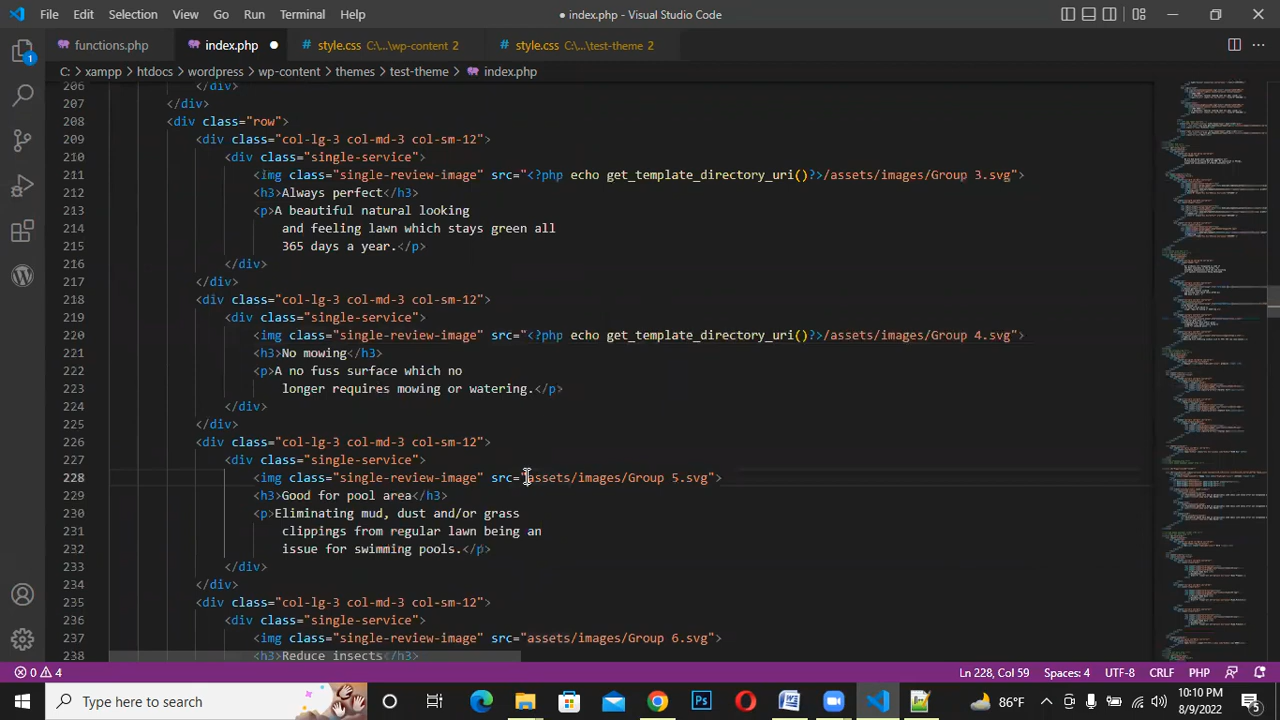 File Edit Selection View Go Run Terminal Help
● index.php - Visual Studio Code
functions.php index.php ● style.css C:\...\wp-content 2 style.css C:\...\test-theme 2
C: > xampp > htdocs > wordpress > wp-content > themes > test-theme > index.php
206 </div>
207 </div>
208 <div class="row">
209 <div class="col-lg-3 col-md-3 col-sm-12">
210 <div class="single-service">
211 <img class="single-review-image" src="<?php echo get_template_directory_uri()?>/assets/images/Group 3.svg">
212 <h3>Always perfect</h3>
213 <p>A beautiful natural looking
214 and feeling lawn which stays green all
215 365 days a year.</p>
216 </div>
217 </div>
218 <div class="col-lg-3 col-md-3 col-sm-12">
219 <div class="single-service">
220 <img class="single-review-image" src="<?php echo get_template_directory_uri()?>/assets/images/Group 4.svg">
221 <h3>No mowing</h3>
222 <p>A no fuss surface which no
223 longer requires mowing or watering.</p>
224 </div>
225 </div>
226 <div class="col-lg-3 col-md-3 col-sm-12">
227 <div class="single-service">
228 <img class="single-review-image" src="assets/images/Group 5.svg">
229 <h3>Good for pool area</h3>
230 <p>Eliminating mud, dust and/or grass
231 clippings from regular lawn being an
232 issue for swimming pools.</p>
233 </div>
234 </div>
235 <div class="col-lg-3 col-md-3 col-sm-12">
236 <div class="single-service">
237 <img class="single-review-image" src="assets/images/Group 6.svg">
238 <h3>Reduce insects</h3>
0 4 Ln 228, Col 59 Spaces: 4 UTF-8 CRLF PHP
Type here to search
86°F
10:10 PM
8/9/2022